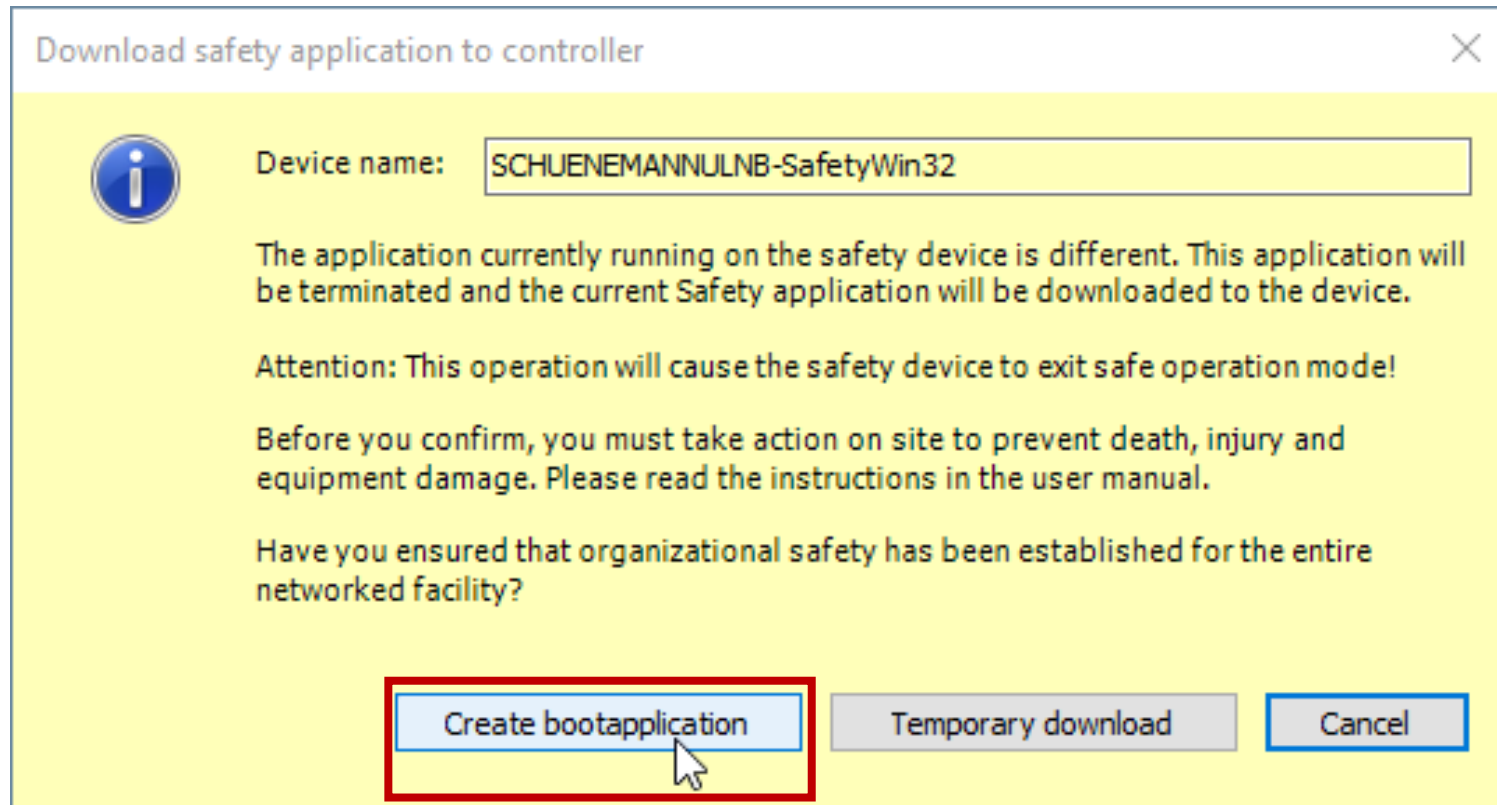 Download safety application to controller
Device name: SCHUENEMANNULNB-SafetyWin32
The application currently running on the safety device is different. This application will
be terminated and the current Safety application will be downloaded to the device.
Attention: This operation will cause the safety device to exit safe operation mode!
Before you confirm, you must take action on site to prevent death, injury and
equipment damage. Please read the instructions in the user manual.
Have you ensured that organizational safety has been established for the entire
networked facility?
Create bootapplication Temporary download Cancel